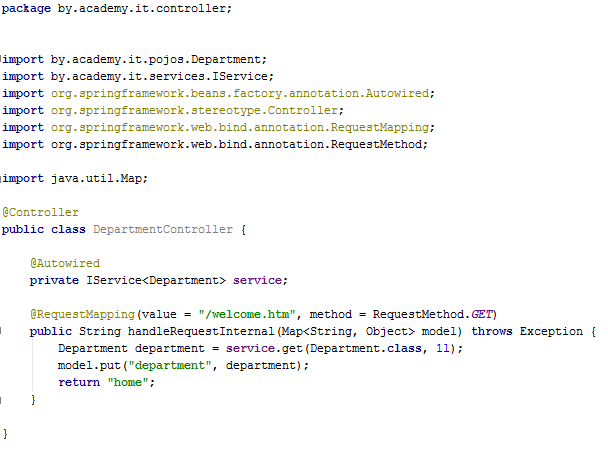 package by.academy.it.controller;
import by.academy.it.pojos.Department;
import by.academy.it.services.IService;
import org.springframework.beans.factory.annotation.Autowired;
import org.springframework.stereotype.Controller;
import org.springframework.web.bind.annotation.RequestMapping;
import org.springframework.web.bind.annotation.RequestMethod;
import java.util.Map;
@Controller
public class DepartmentController {
@Autowired
private IService<Department> service;
@RequestMapping(value = "/welcome.htm", method = RequestMethod.GET)
public String handleRequestInternal(Map<String, Object> model) throws Exception {
Department department = service.get(Department.class, 1l);
model.put("department", department);
return "home";
}
}